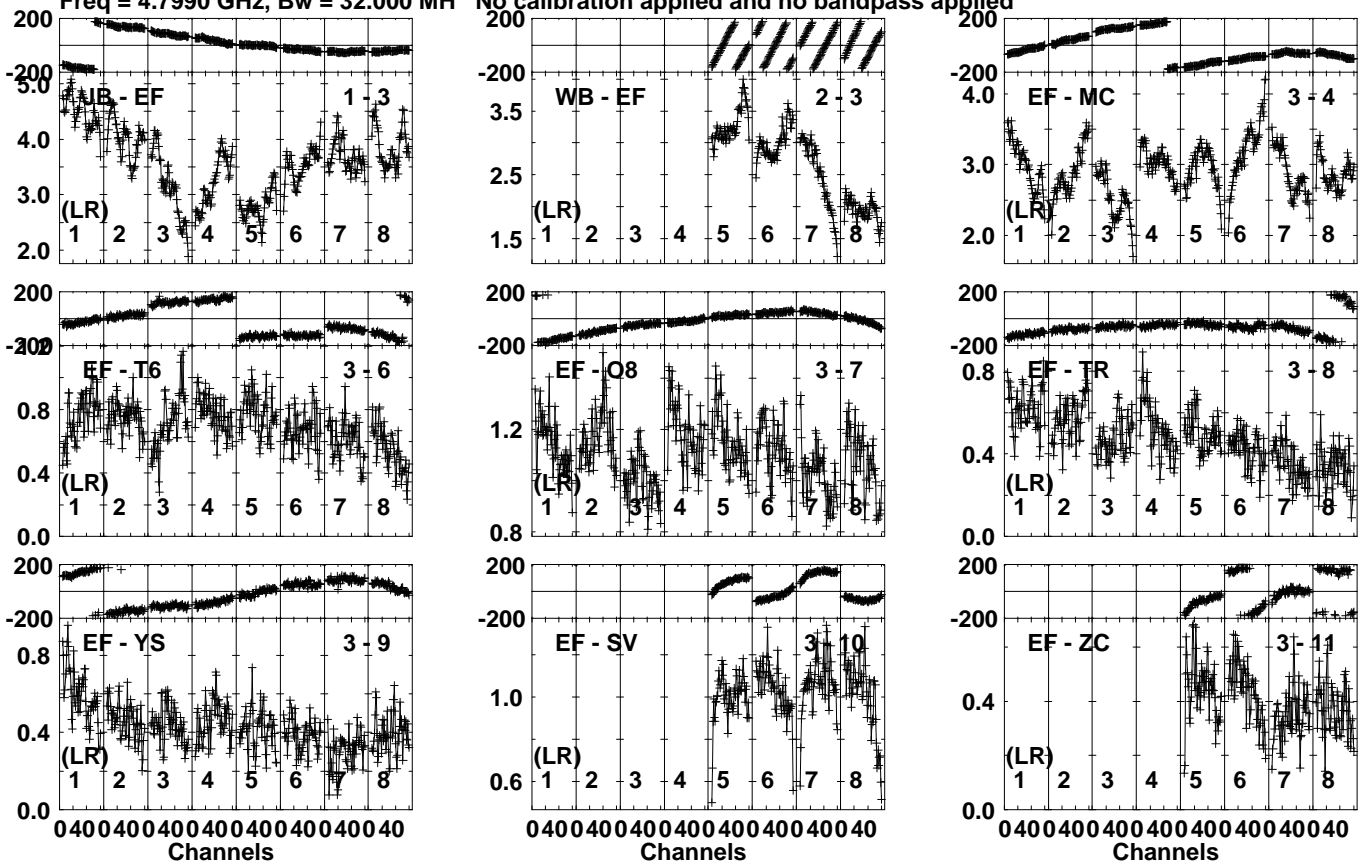 Freq = 4.7990 GHz, Bw = 32.000 MH No calibration applied and no bandpass applied
200
-200
5.0
4.0
3.0
2.0
JB - EF 1 - 3
(LR)
1 2 3 4 5 6 7 8
3.5
2.5
1.5
WB - EF 2 - 3
(LR)
1 2 3 4 5 6 7 8
200
-200
4.0
3.0
2.0
EF - MC 3 - 4
(LR)
1 2 3 4 5 6 7 8
200
-200
1.2
0.8
0.4
0.0
EF - T6 3 - 6
(LR)
1 2 3 4 5 6 7 8
200
-200
1.2
0.8
EF - O8 3 - 7
(LR)
1 2 3 4 5 6 7 8
200
-200
0.8
0.4
0.0
EF - TR 3 - 8
(LR)
1 2 3 4 5 6 7 8
200
-200
0.8
0.4
0.0
EF - YS 3 - 9
(LR)
1 2 3 4 5 6 7 8
200
-200
1.0
0.6
EF - SV 3 - 10
(LR)
1 2 3 4 5 6 7 8
200
-200
0.4
0.0
EF - ZC 3 - 11
(LR)
1 2 3 4 5 6 7 8
0 40 0 40 0 40 0 40 0 40 0 40 0 40 0 40
Channels
0 40 0 40 0 40 0 40 0 40 0 40 0 40 0 40
Channels
0 40 0 40 0 40 0 40 0 40 0 40 0 40 0 40
Channels